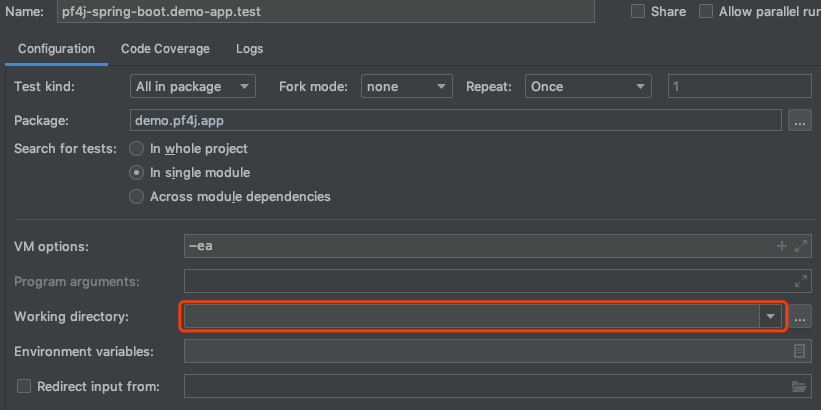 Name: pf4j-spring-boot.demo-app.test Share Allow parallel run
Configuration Code Coverage Logs
Test kind: All in package Fork mode: none Repeat: Once 1
Package: demo.pf4j.app ...
Search for tests: In whole project
In single module
Across module dependencies
VM options: -ea
Program arguments:
Working directory: ...
Environment variables:
Redirect input from: